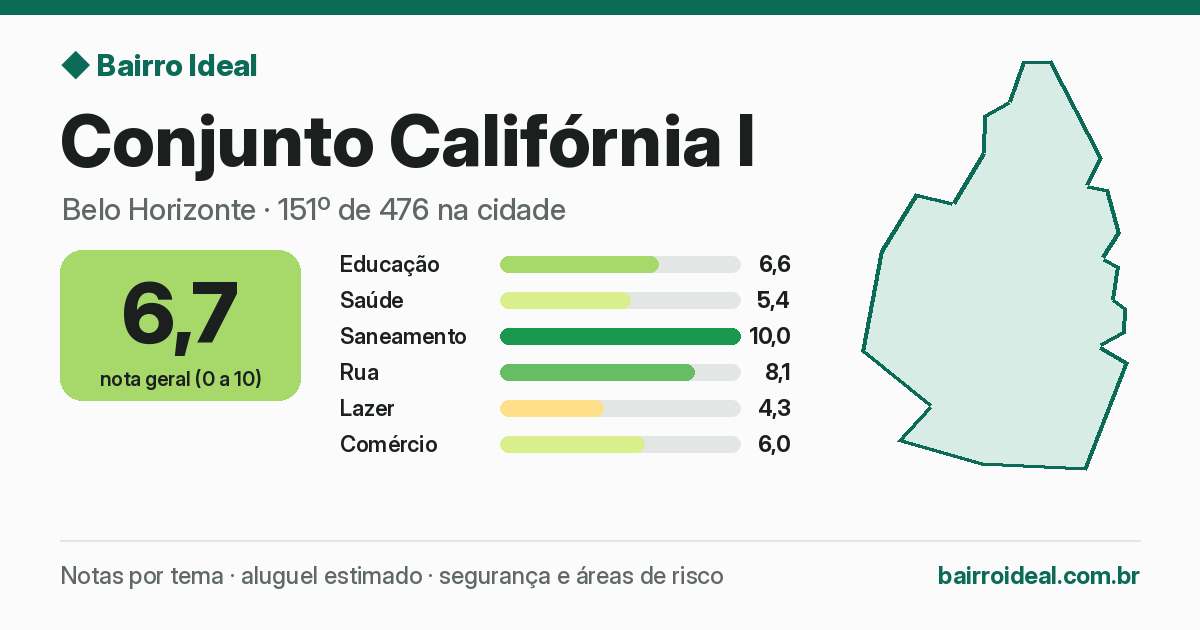 Bairro Ideal
Conjunto Califórnia I
Belo Horizonte · 151º de 476 na cidade
6,7
nota geral (0 a 10)
Educação 6,6
Saúde 5,4
Saneamento 10,0
Rua 8,1
Lazer 4,3
Comércio 6,0
Notas por tema · aluguel estimado · segurança e áreas de risco
bairroideal.com.br